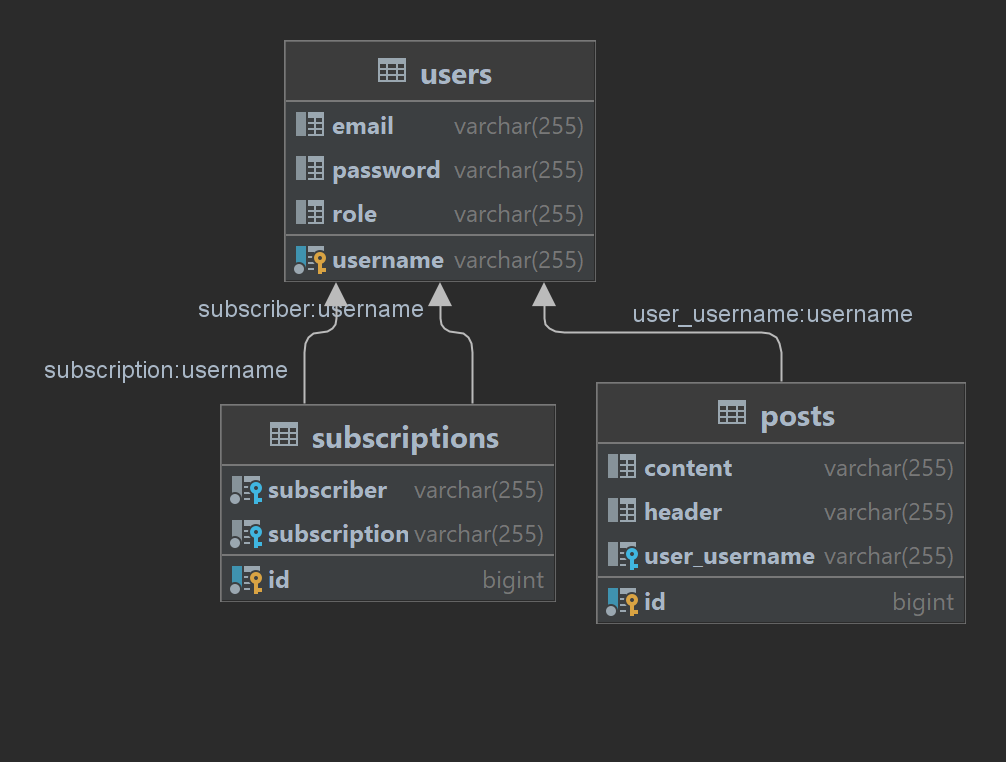 users
email varchar(255)
password varchar(255)
role varchar(255)
username varchar(255)
subscriber:username
user_username:username
subscription:username
subscriptions
subscriber varchar(255)
subscription varchar(255)
id bigint
posts
content varchar(255)
header varchar(255)
user_username varchar(255)
id bigint